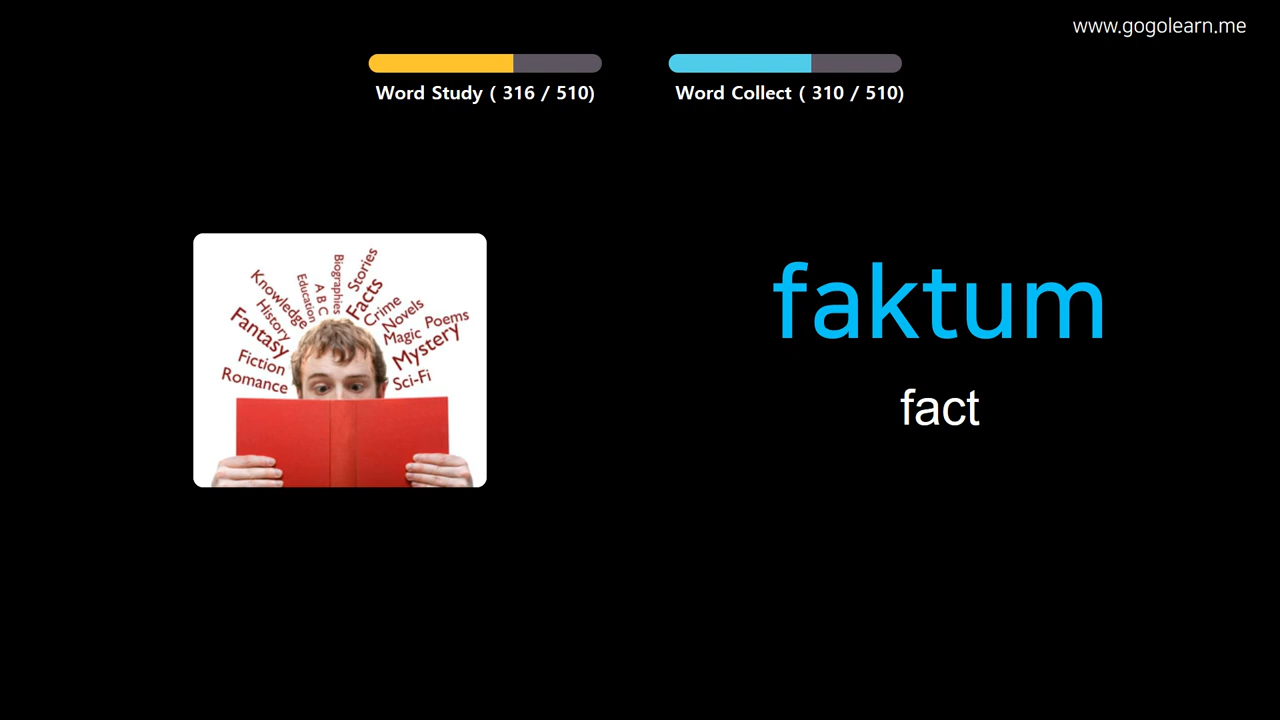 www.gogolearn.me
Word Study ( 316 / 510)
Word Collect ( 310 / 510)
Romance
Fiction
Fantasy
History
Knowledge
Education
A B C
Biographies
Stories
Facts
Crime
Novels
Magic
Poems
Mystery
Sci-Fi
faktum
fact